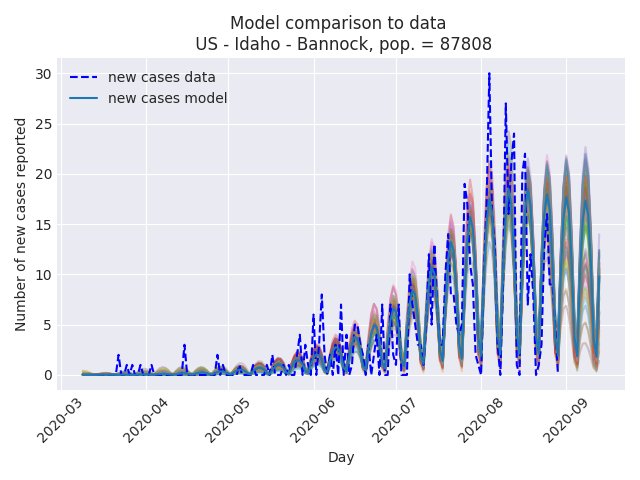 Model comparison to data
US - Idaho - Bannock, pop. = 87808
new cases data
new cases model
Number of new cases reported
30
25
20
15
10
5
0
2020-03
2020-04
2020-05
2020-06
2020-07
2020-08
2020-09
Day